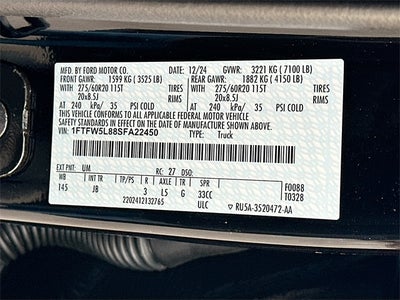 MFD. BY FORD MOTOR CO. 12/24 GVWR: 3221 KG ( 7100 LB)
FRONT GAWR: 1599 KG ( 3525 LB) REAR GAWR: 1882 KG ( 4150 LB)
WITH 275/60R20 115T TIRES WITH 275/60R20 115T TIRES
20x8.5J RIMS 20x8.5J RIMS
AT 240 kPa/ 35 PSI COLD AT 240 kPa/ 35 PSI COLD
THIS VEHICLE CONFORMS TO ALL APPLICABLE FEDERAL MOTOR
VEHICLE SAFETY STANDARDS IN EFFECT ON THE DATE OF
MANUFACTURE SHOWN ABOVE.
VIN: 1FTFW5L88SFA22450 TYPE: Truck
EXT PNT: UM RC: 27 DSO:
WB INT TR TP/PS R AXLE TR SPR F0088
145 JB 3 L5 G 33CC T0328
2202412132765 ULC RU5A-3520472-AA